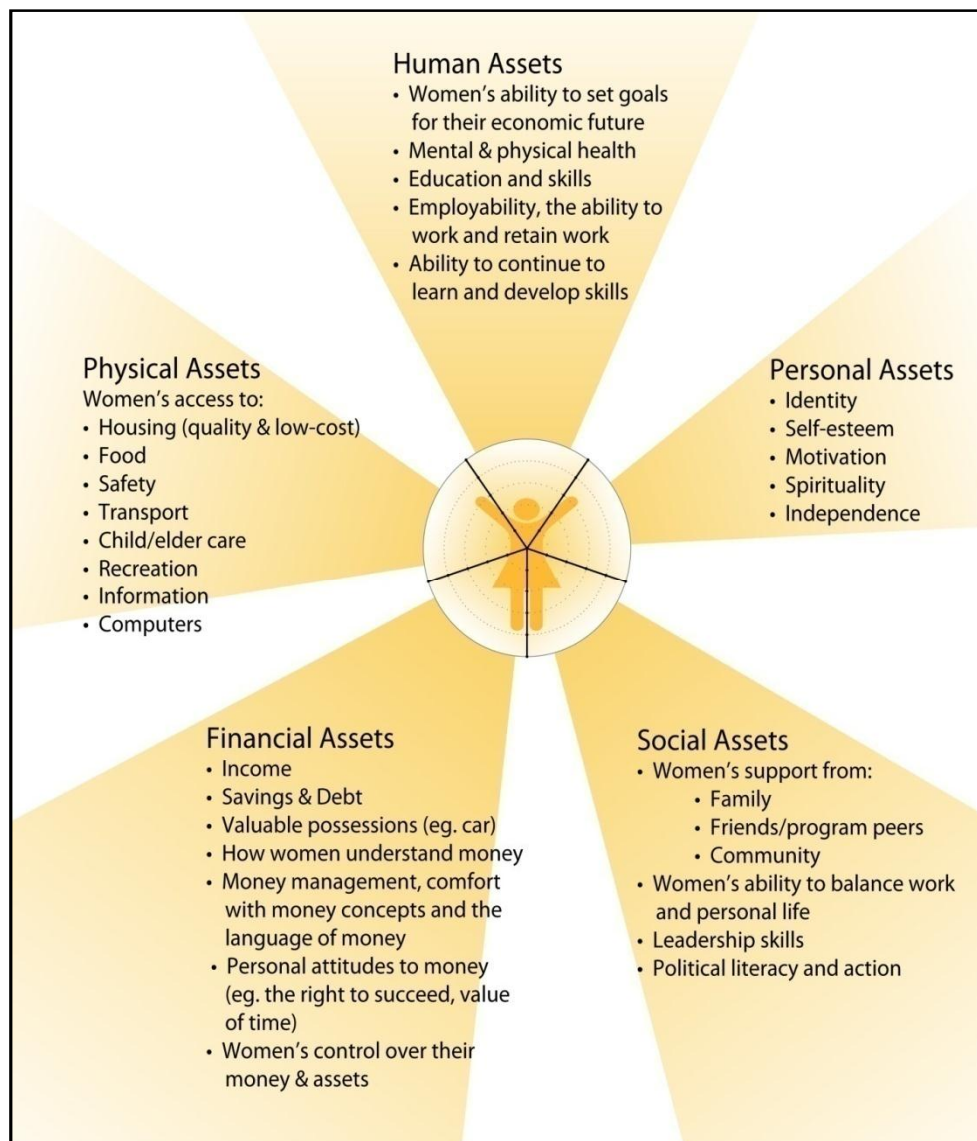 Human Assets
• Women's ability to set goals
for their economic future
• Mental & physical health
• Education and skills
• Employability, the ability to
work and retain work
• Ability to continue to
learn and develop skills
Physical Assets
Women's access to:
• Housing (quality & low-cost)
• Food
• Safety
• Transport
• Child/elder care
• Recreation
• Information
• Computers
Personal Assets
• Identity
• Self-esteem
• Motivation
• Spirituality
• Independence
Financial Assets
• Income
• Savings & Debt
• Valuable possessions (eg. car)
• How women understand money
• Money management, comfort
with money concepts and the
language of money
• Personal attitudes to money
(eg. the right to succeed, value
of time)
• Women's control over their
money & assets
Social Assets
• Women's support from:
• Family
• Friends/program peers
• Community
• Women's ability to balance work
and personal life
• Leadership skills
• Political literacy and action